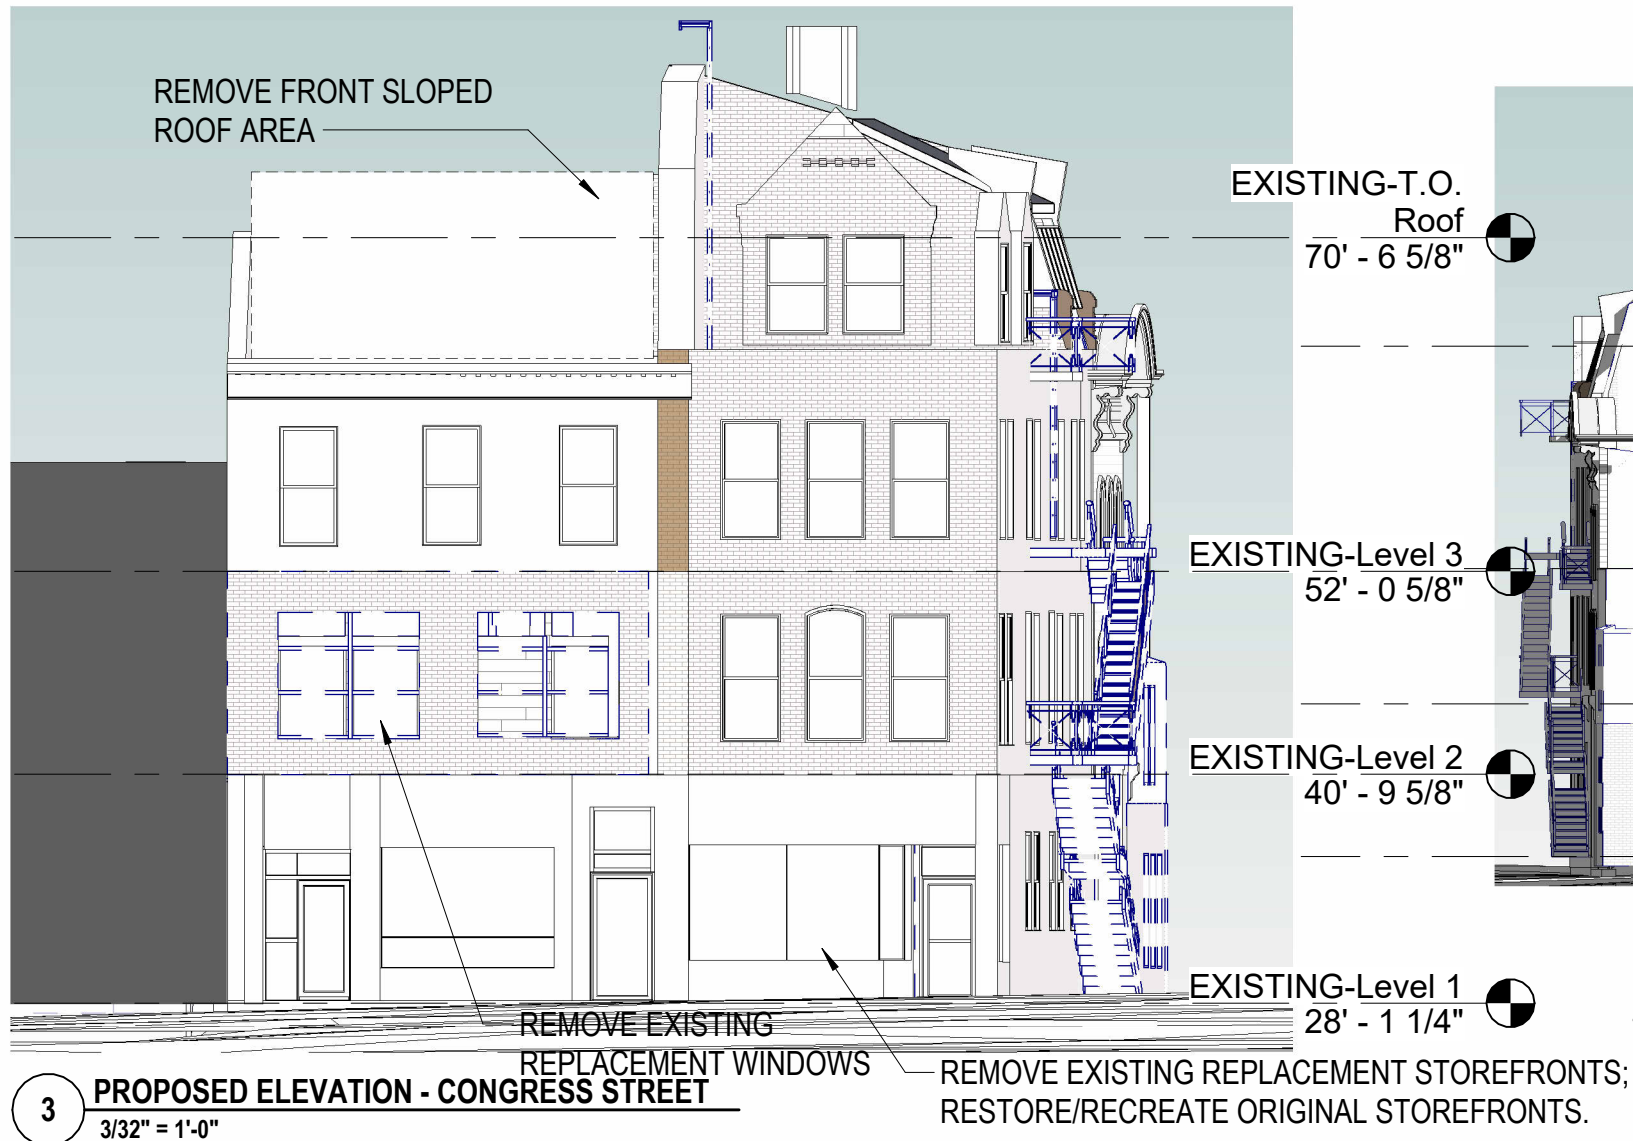 REMOVE FRONT SLOPED
ROOF AREA
EXISTING-T.O.
Roof
70' - 6 5/8"
EXISTING-Level 3
52' - 0 5/8"
EXISTING-Level 2
40' - 9 5/8"
EXISTING-Level 1
28' - 1 1/4"
REMOVE EXISTING
REPLACEMENT WINDOWS
REMOVE EXISTING REPLACEMENT STOREFRONTS;
RESTORE/RECREATE ORIGINAL STOREFRONTS.
3
PROPOSED ELEVATION - CONGRESS STREET
3/32" = 1'-0"